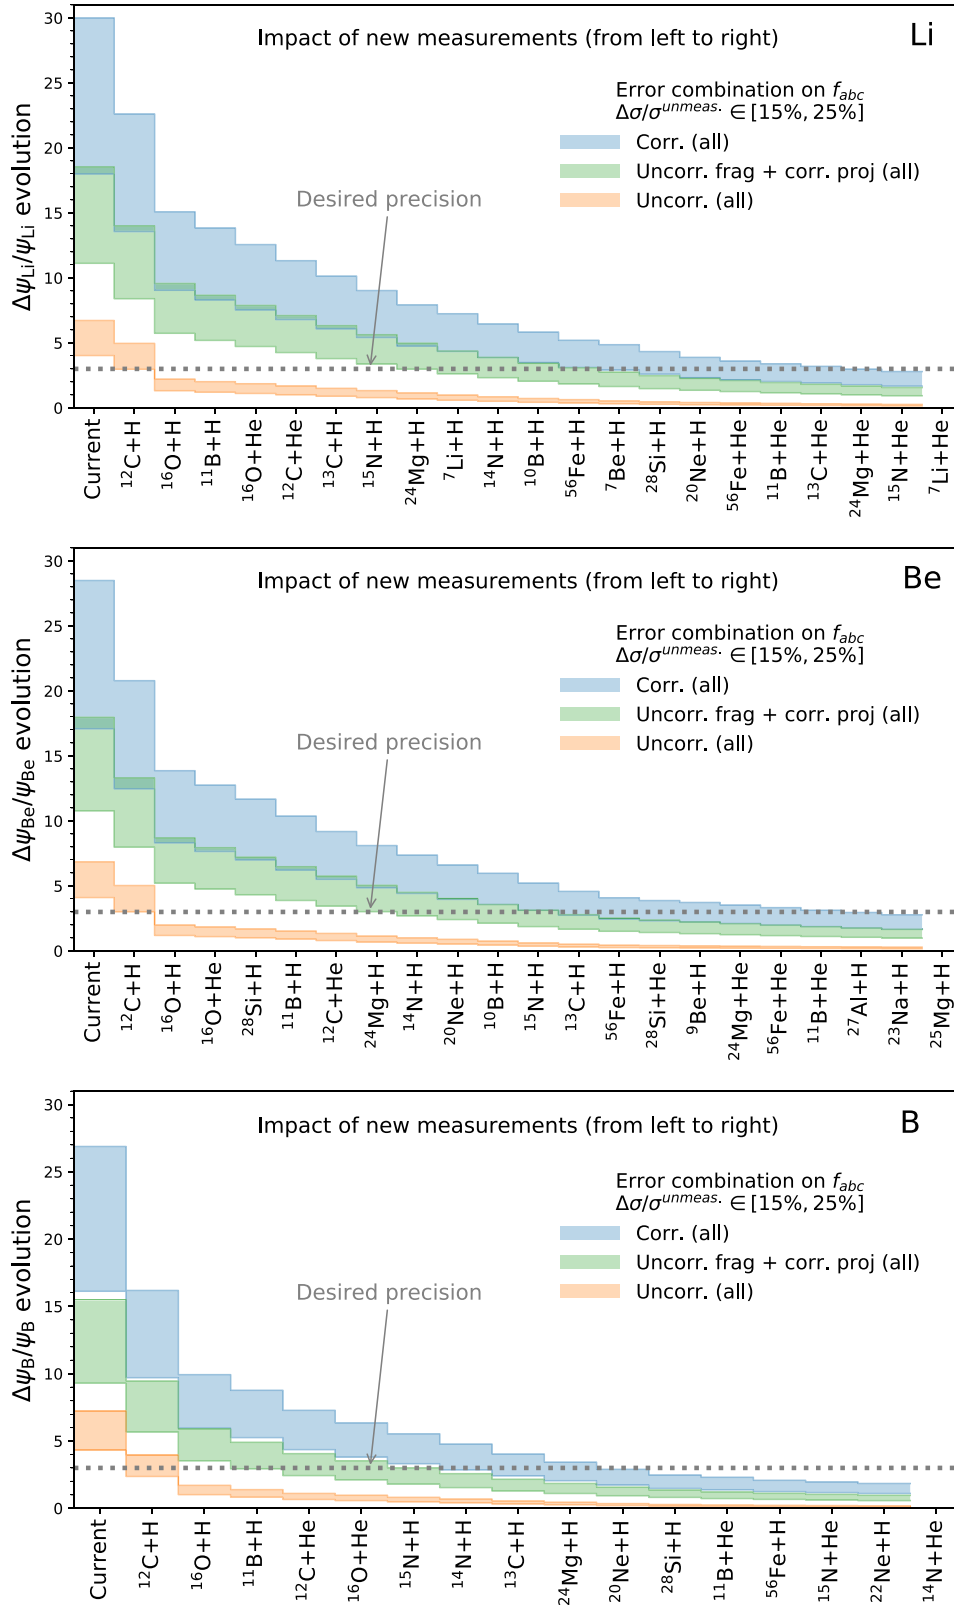 Li
Impact of new measurements (from left to right)
Error combination on f_abc
Δσ/σ^unmeas. ∈ [15%, 25%]
Corr. (all)
Uncorr. frag + corr. proj (all)
Uncorr. (all)
Desired precision
Δψ_Li/ψ_Li evolution
30
25
20
15
10
5
0
Current
¹²C+H
¹⁶O+H
¹¹B+H
¹⁶O+He
¹²C+He
¹³C+H
¹⁵N+H
²⁴Mg+H
⁷Li+H
¹⁴N+H
¹⁰B+H
⁵⁶Fe+H
⁷Be+H
²⁸Si+H
²⁰Ne+H
⁵⁶Fe+He
¹¹B+He
¹³C+He
²⁴Mg+He
¹⁵N+He
⁷Li+He
Be
Impact of new measurements (from left to right)
Error combination on f_abc
Δσ/σ^unmeas. ∈ [15%, 25%]
Corr. (all)
Uncorr. frag + corr. proj (all)
Uncorr. (all)
Desired precision
Δψ_Be/ψ_Be evolution
30
25
20
15
10
5
0
Current
¹²C+H
¹⁶O+H
¹⁶O+He
²⁸Si+H
¹¹B+H
¹²C+He
²⁴Mg+H
¹⁴N+H
²⁰Ne+H
¹⁰B+H
¹⁵N+H
¹³C+H
⁵⁶Fe+H
²⁸Si+He
⁹Be+H
²⁴Mg+He
⁵⁶Fe+He
¹¹B+He
²⁷Al+H
²³Na+H
²⁵Mg+H
B
Impact of new measurements (from left to right)
Error combination on f_abc
Δσ/σ^unmeas. ∈ [15%, 25%]
Corr. (all)
Uncorr. frag + corr. proj (all)
Uncorr. (all)
Desired precision
Δψ_B/ψ_B evolution
30
25
20
15
10
5
0
Current
¹²C+H
¹⁶O+H
¹¹B+H
¹²C+He
¹⁶O+He
¹⁵N+H
¹⁴N+H
¹³C+H
²⁴Mg+H
²⁰Ne+H
²⁸Si+H
¹¹B+He
⁵⁶Fe+H
¹⁵N+He
²²Ne+H
¹⁴N+He